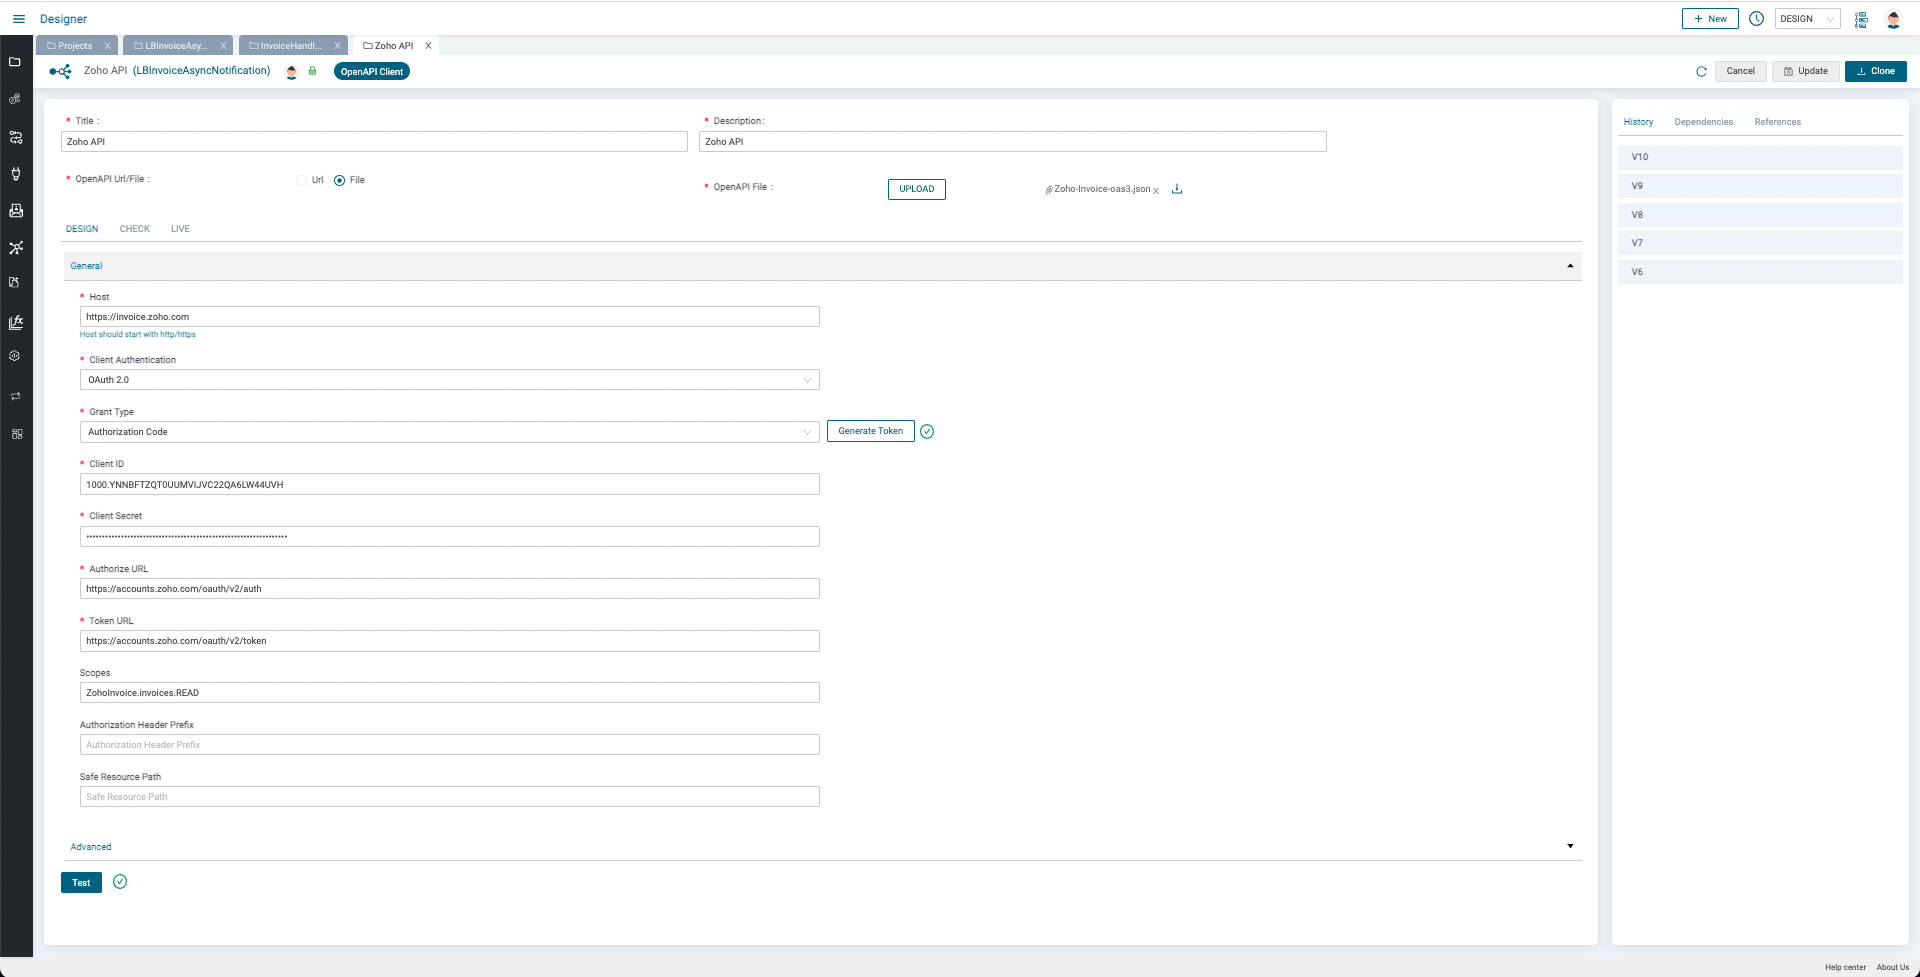 Designer
+ New
DESIGN
Projects X
LBInvoiceAsy... X
InvoiceHandl... X
Zoho API X
Zoho API (LBInvoiceAsyncNotification)
OpenAPI Client
Cancel
Update
Clone
* Title :
Zoho API
* Description:
Zoho API
* OpenAPI Url/File :
Url
File
* OpenAPI File :
UPLOAD
Zoho-Invoice-oas3.json x
DESIGN CHECK LIVE
General
* Host
https://invoice.zoho.com
Host should start with http/https
* Client Authentication
OAuth 2.0
* Grant Type
Authorization Code
Generate Token
* Client ID
1000.YNNBFTZQT0UUMVIJVC22QA6LW44UVH
* Client Secret
* Authorize URL
https://accounts.zoho.com/oauth/v2/auth
* Token URL
https://accounts.zoho.com/oauth/v2/token
Scopes
ZohoInvoice.invoices.READ
Authorization Header Prefix
Authorization Header Prefix
Safe Resource Path
Safe Resource Path
Advanced
Test
History Dependencies References
V10
V9
V8
V7
V6
Help center About Us